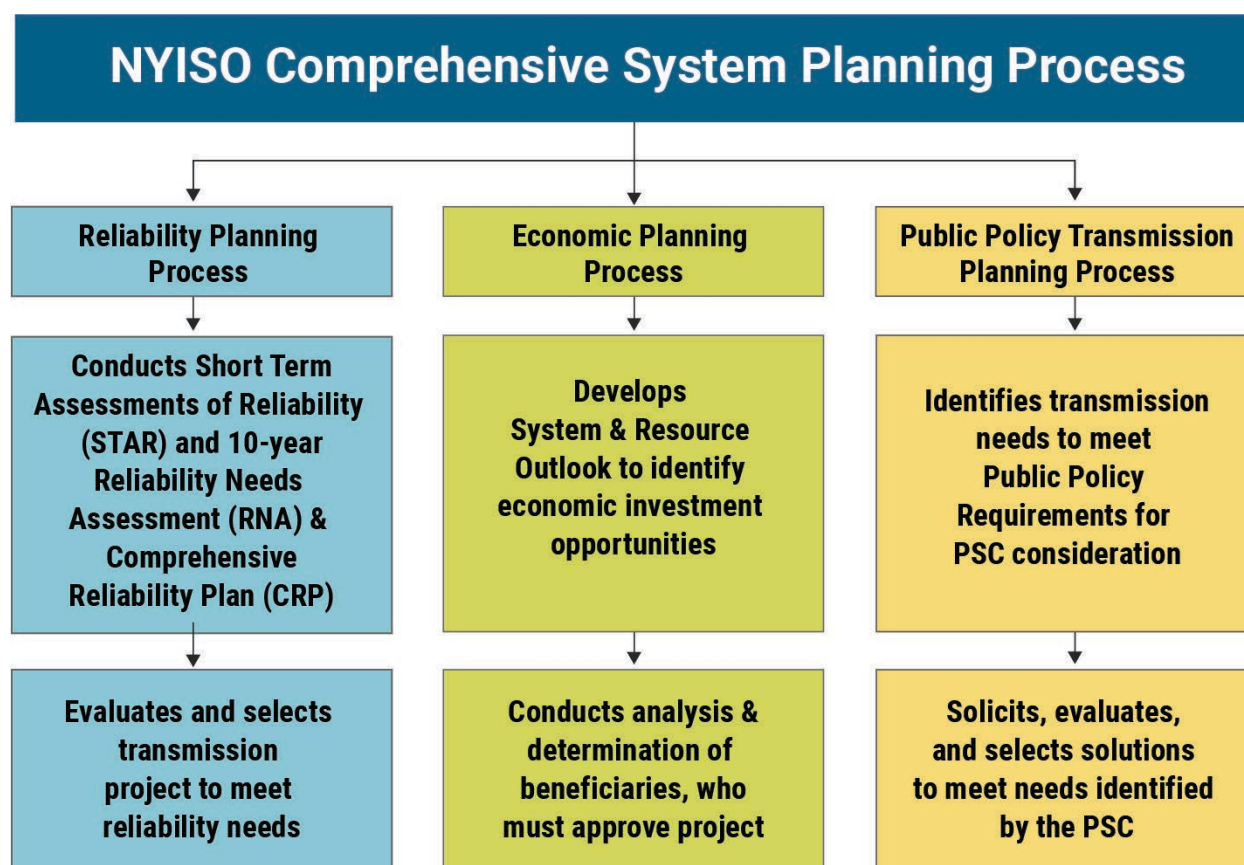 NYISO Comprehensive System Planning Process
Reliability Planning
Process
Conducts Short Term
Assessments of Reliability
(STAR) and 10-year
Reliability Needs
Assessment (RNA) &
Comprehensive
Reliability Plan (CRP)
Evaluates and selects
transmission
project to meet
reliability needs
Economic Planning
Process
Develops
System & Resource
Outlook to identify
economic investment
opportunities
Conducts analysis &
determination of
beneficiaries, who
must approve project
Public Policy Transmission
Planning Process
Identifies transmission
needs to meet
Public Policy
Requirements for
PSC consideration
Solicits, evaluates,
and selects solutions
to meet needs identified
by the PSC